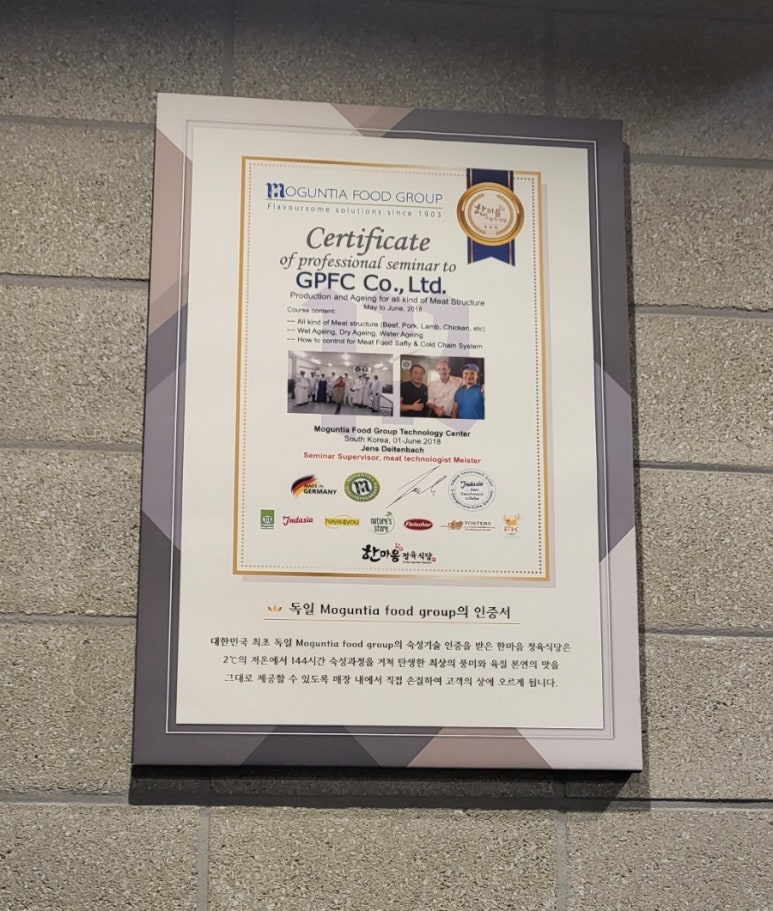 MOGUNTIA FOOD GROUP
Flavoursome solutions since 1903
한마음
Certificate
of professional seminar to
GPFC Co., Ltd.
Production and Ageing for all kind of Meat Structure
May to June, 2018
Course content:
— All kind of Meat structure (Beef, Pork, Lamb, Chicken, etc)
— Wet Ageing, Dry Ageing, Water Ageing
— How to control for Meat Food Safty & Cold Chain System
Moguntia Food Group Technology Center
South Korea, 01-June.2018
Jens Deitenbach
Seminar Supervisor, meat technologist Meister
MADE IN
GERMANY
Indasia
Indasia
nature's
store
Fleischer
FOSTERS
FK
한마음 정육식당
독일 Moguntia food group의 인증서
대한민국 최초 독일 Moguntia food group의 숙성기술 인증을 받은 한마음 정육식당은
2℃의 저온에서 144시간 숙성과정을 거쳐 탄생한 최상의 풍미와 육질 본연의 맛을
그대로 제공할 수 있도록 매장 내에서 직접 손질하여 고객의 상에 오르게 됩니다.